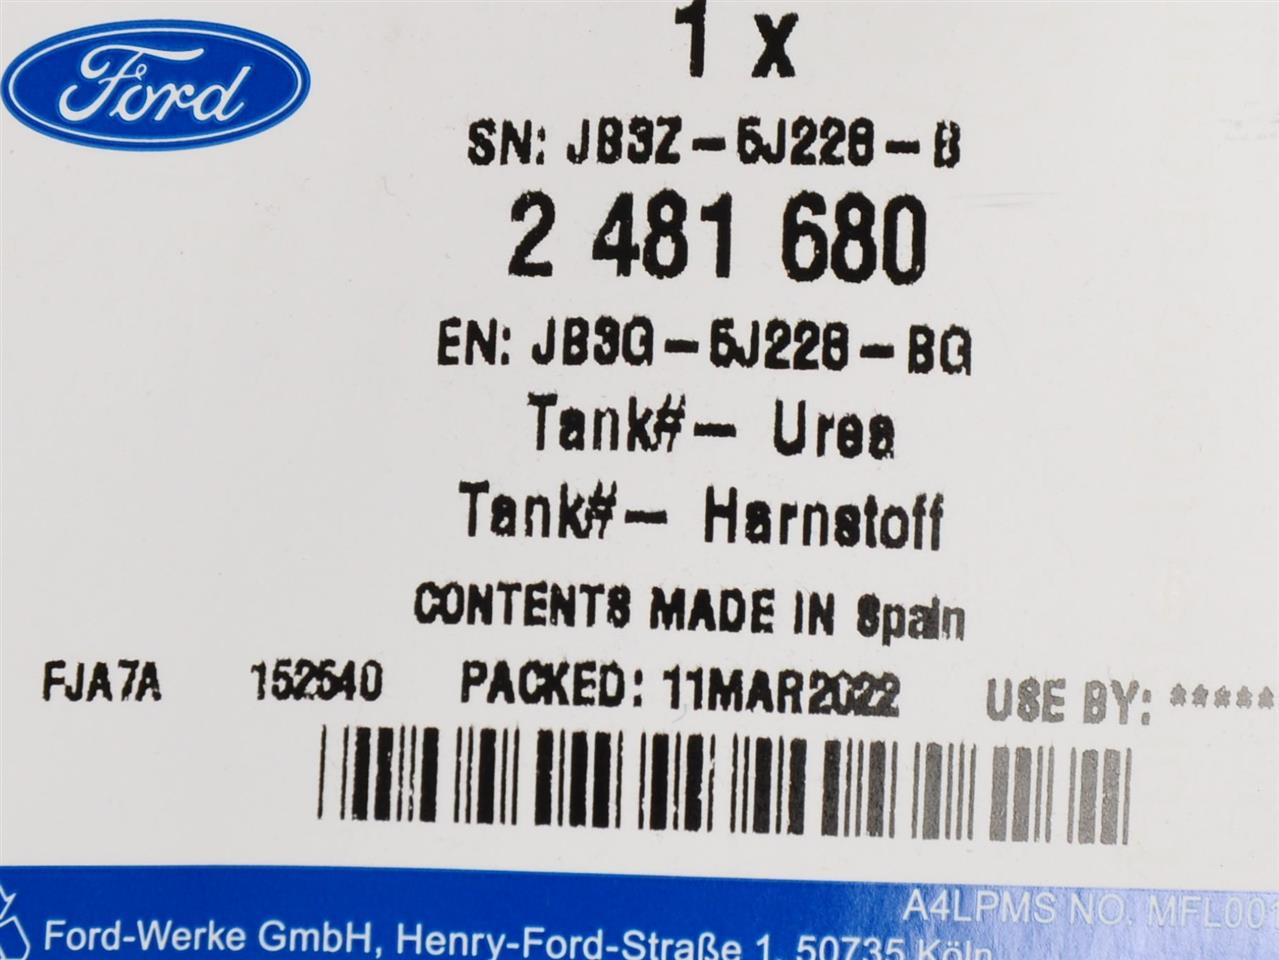 Ford
1 x
SN: JB3Z-5J228-B
2 481 680
EN: JB3G-5J228-BG
Tank#- Urea
Tank#- Harnstoff
CONTENTS MADE IN Spain
FJA7A 152540 PACKED: 11MAR2022 USE BY: *****
A4LPMS NO. MFL001
Ford-Werke GmbH, Henry-Ford-Straße 1, 50735 Köln